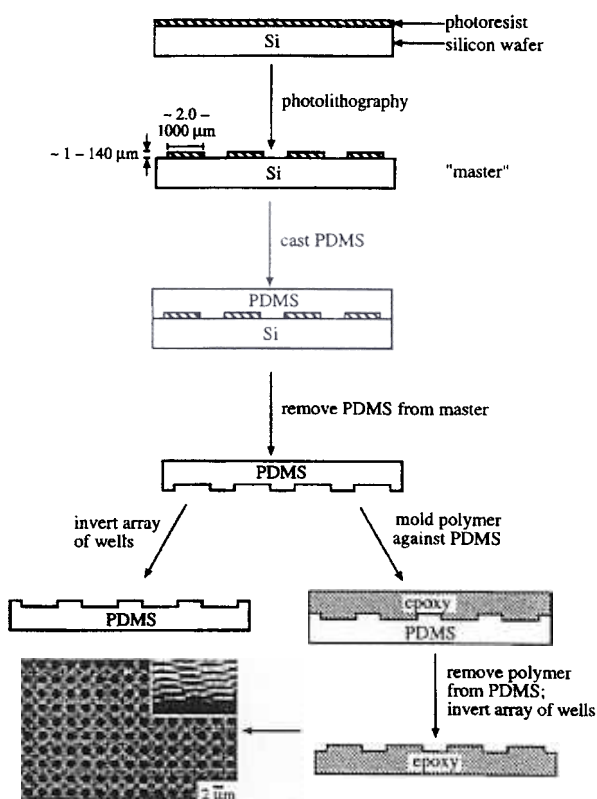 photoresist
Si
silicon wafer
photolithography
~ 2.0 –
1000 μm
~ 1 – 140 μm
Si
"master"
cast PDMS
PDMS
Si
remove PDMS from master
PDMS
invert array
of wells
mold polymer
against PDMS
PDMS
epoxy
PDMS
remove polymer
from PDMS;
invert array of wells
epoxy
2 μm